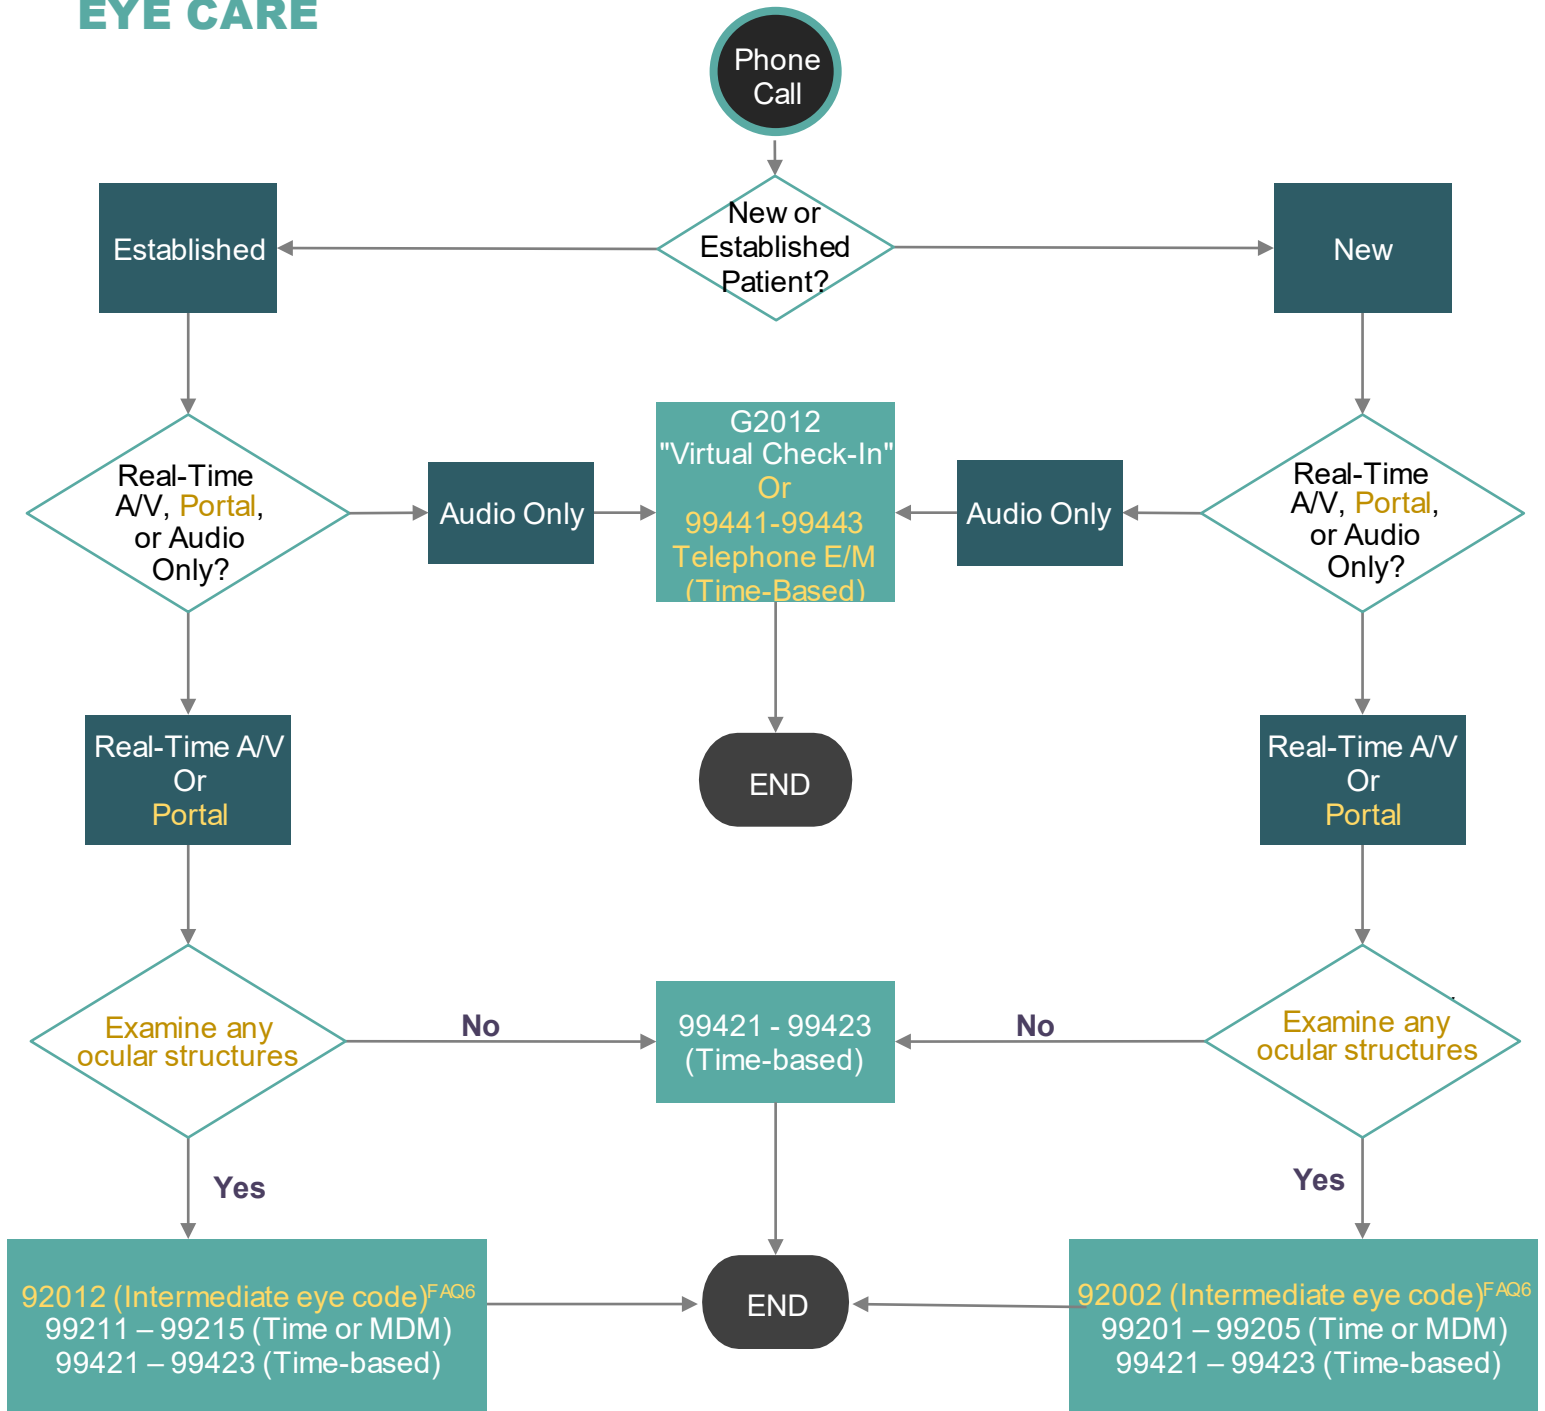 EYE CARE
Phone
Call
New or
Established
Patient?
Established
New
Real-Time
A/V, Portal,
or Audio
Only?
Audio Only
G2012
"Virtual Check-In"
Or
99441-99443
Telephone E/M
(Time-Based)
Audio Only
Real-Time
A/V, Portal,
or Audio
Only?
Real-Time A/V
Or
Portal
END
Real-Time A/V
Or
Portal
Examine any
ocular structures
No
99421 - 99423
(Time-based)
No
Examine any
ocular structures
Yes
Yes
92012 (Intermediate eye code)FAQ6
99211 – 99215 (Time or MDM)
99421 – 99423 (Time-based)
END
92002 (Intermediate eye code)FAQ6
99201 – 99205 (Time or MDM)
99421 – 99423 (Time-based)